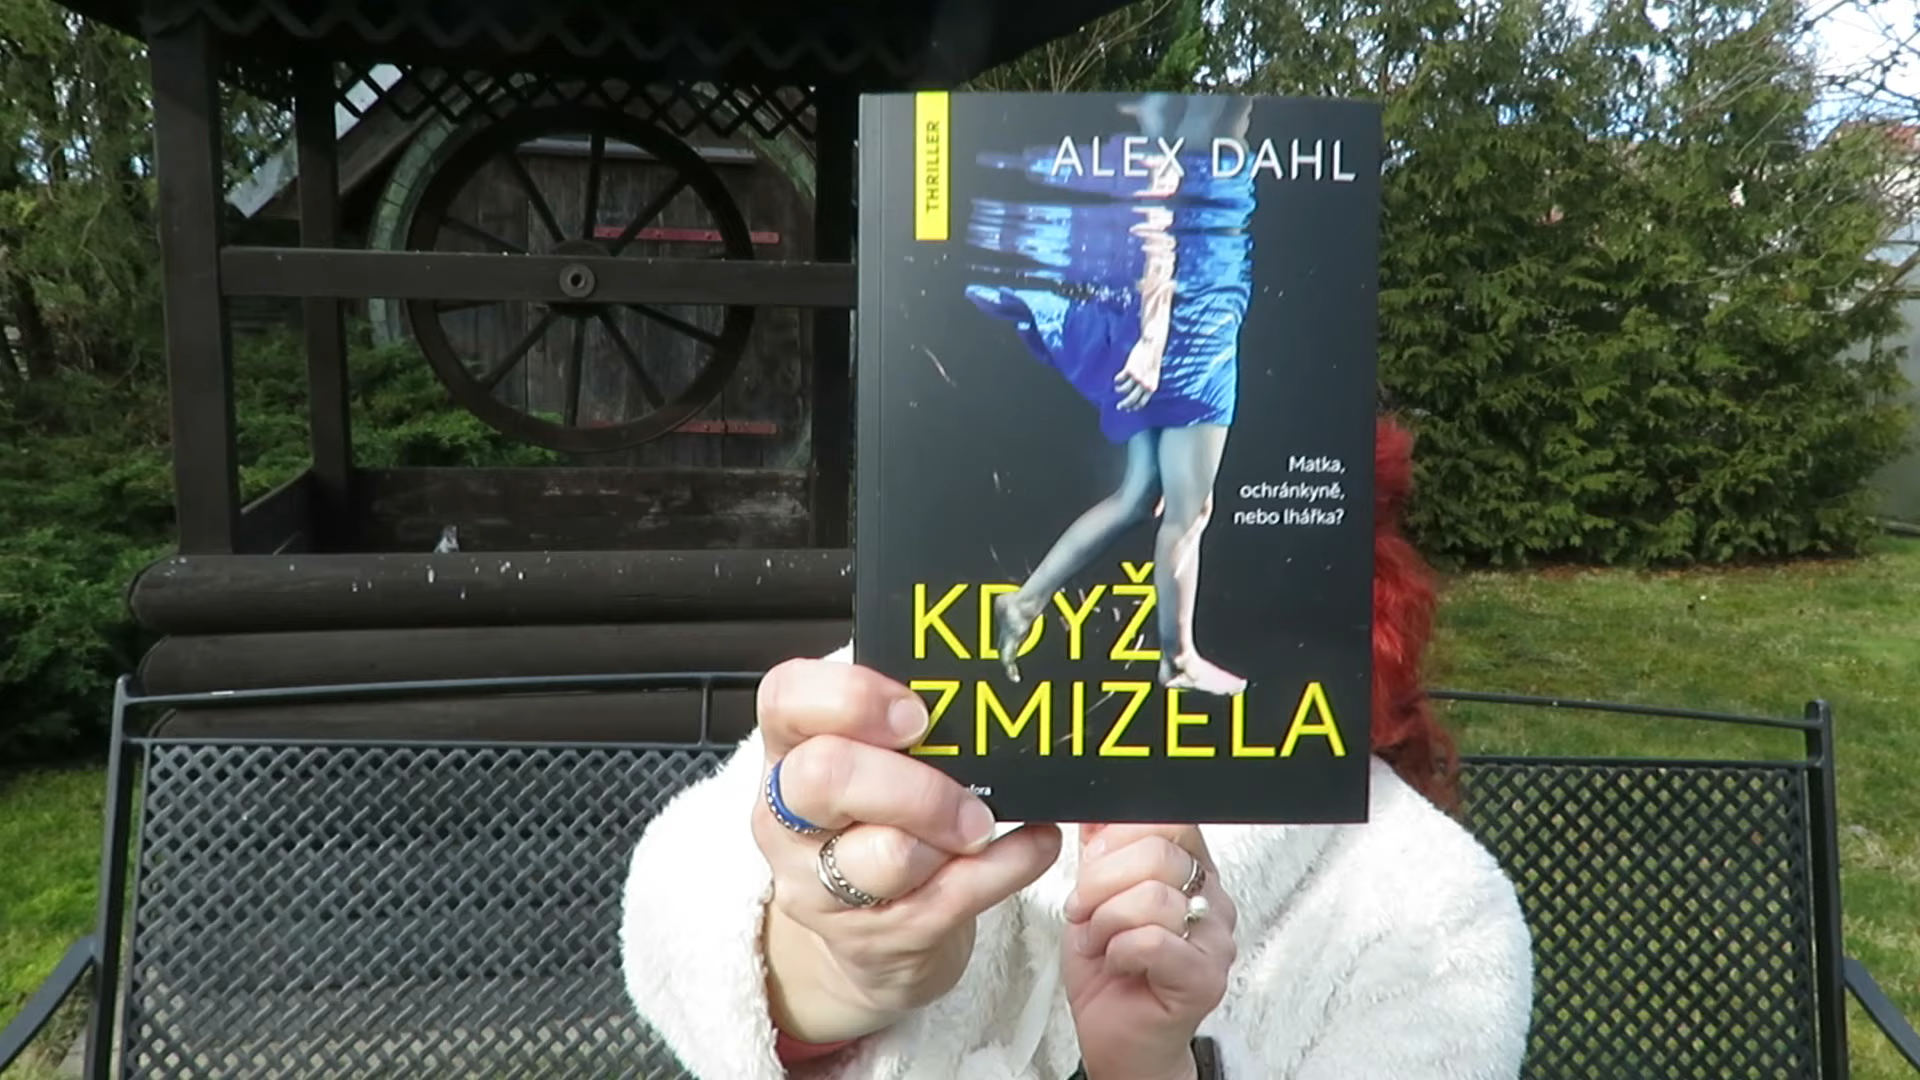 THRILLER
ALEX DAHL
Matka,
ochránkyně,
nebo lhářka?
KDYŽ
ZMIZELA